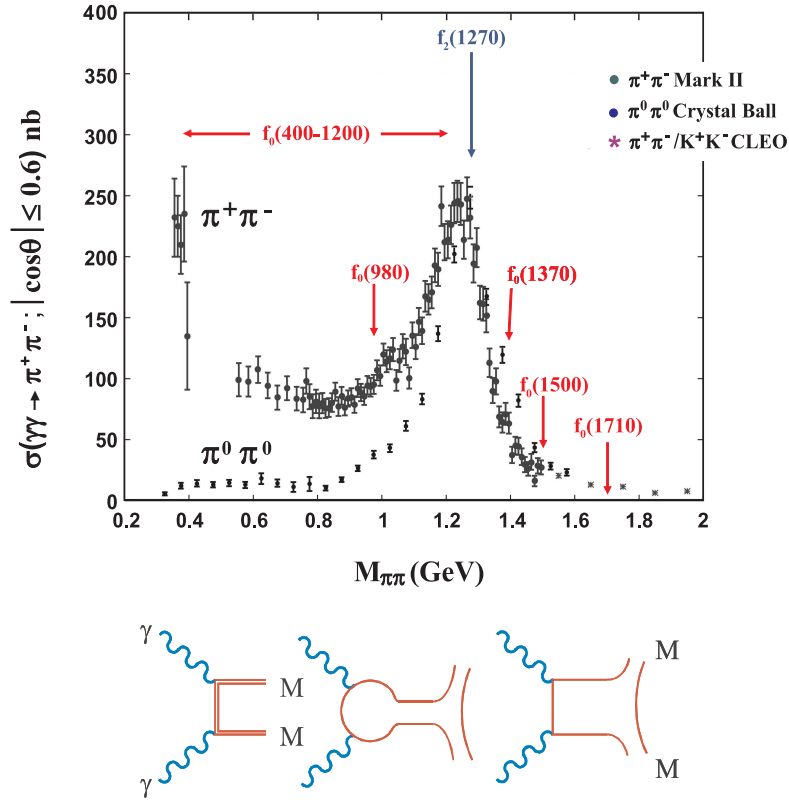 400
350
300
250
200
150
100
50
0
σ(γγ → π⁺π⁻; |cosθ| ≤ 0.6) nb
f₂(1270)
π⁺π⁻ Mark II
π⁰π⁰ Crystal Ball
π⁺π⁻/K⁺K⁻CLEO
f₀(400-1200)
π⁺π⁻
f₀(980)
f₀(1370)
f₀(1500)
f₀(1710)
π⁰π⁰
0.2 0.4 0.6 0.8 1 1.2 1.4 1.6 1.8 2
Mππ (GeV)
γ
M
M
γ
M
M